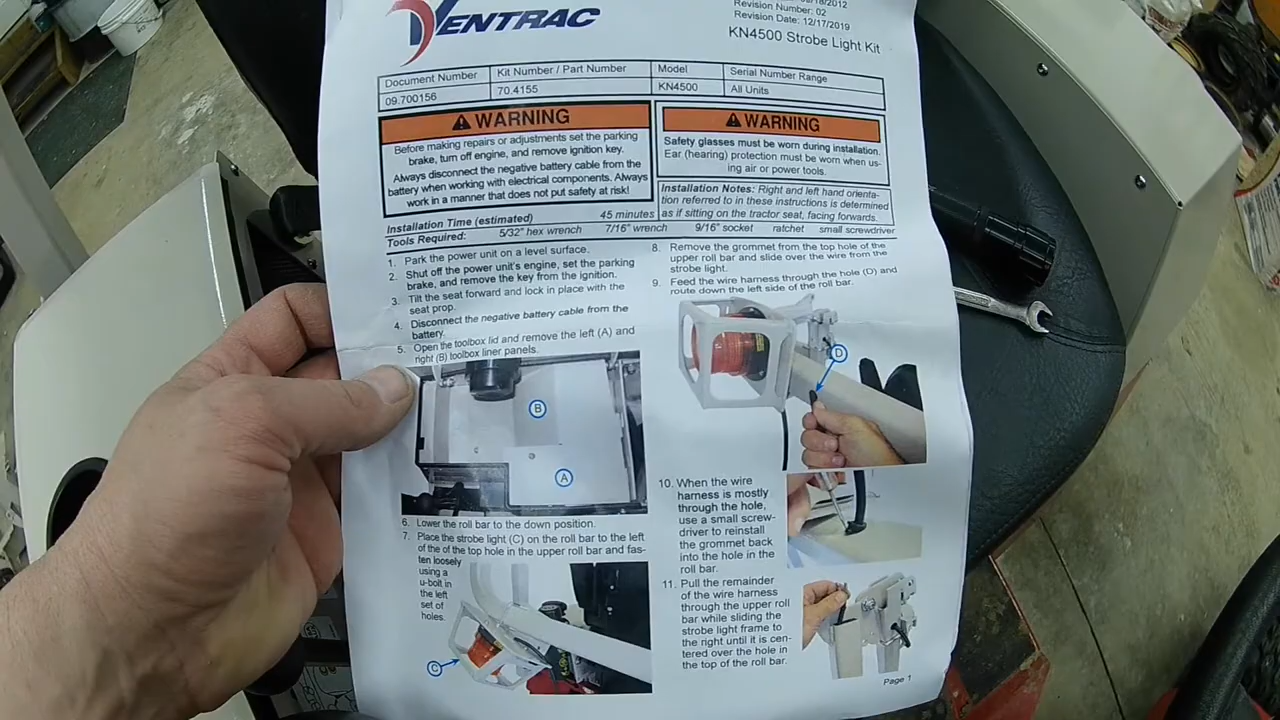 VENTRAC
Revision Number: 02
Revision Date: 12/17/2019
KN4500 Strobe Light Kit
Document Number Kit Number / Part Number Model Serial Number Range
09.700156 70.4155 KN4500 All Units
WARNING
Before making repairs or adjustments set the parking
brake, turn off engine, and remove ignition key.
Always disconnect the negative battery cable from the
battery when working with electrical components. Always
work in a manner that does not put safety at risk!
WARNING
Safety glasses must be worn during installation.
Ear (hearing) protection must be worn when us-
ing air or power tools.
Installation Notes: Right and left hand orienta-
tion referred to in these instructions is determined
as if sitting on the tractor seat, facing forwards.
Installation Time (estimated) 45 minutes
Tools Required: 5/32" hex wrench 7/16" wrench 9/16" socket ratchet small screwdriver
1. Park the power unit on a level surface.
2. Shut off the power unit's engine, set the parking
brake, and remove the key from the ignition.
3. Tilt the seat forward and lock in place with the
seat prop.
4. Disconnect the negative battery cable from the
battery.
5. Open the toolbox lid and remove the left (A) and
right (B) toolbox liner panels.
B
A
6. Lower the roll bar to the down position.
7. Place the strobe light (C) on the roll bar to the left
of the of the top hole in the upper roll bar and fas-
ten loosely
using a
u-bolt in
the left
set of
holes.
C
8. Remove the grommet from the top hole of the
upper roll bar and slide over the wire from the
strobe light.
9. Feed the wire harness through the hole (D) and
route down the left side of the roll bar.
D
10. When the wire
harness is mostly
through the hole,
use a small screw-
driver to reinstall
the grommet back
into the hole in the
roll bar.
11. Pull the remainder
of the wire harness
through the upper roll
bar while sliding the
strobe light frame to
the right until it is cen-
tered over the hole in
the top of the roll bar.
Page 1